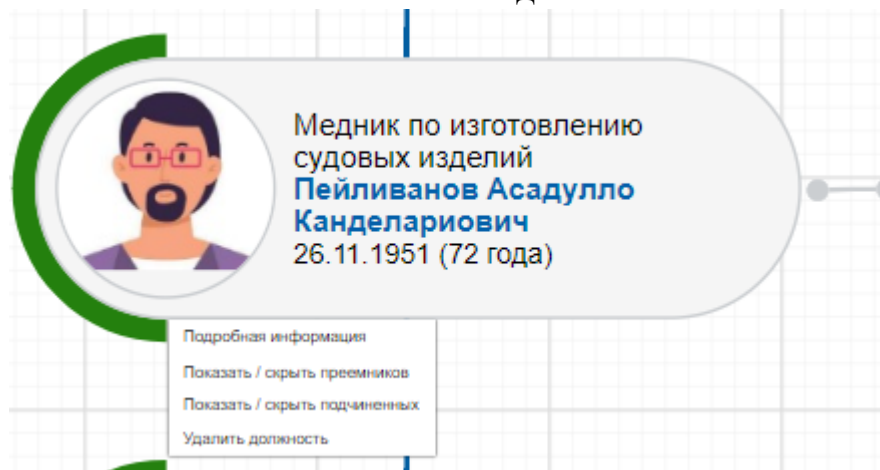 Медник по изготовлению
судовых изделий
Пейливанов Асадулло
Канделариович
26.11.1951 (72 года)
Подробная информация
Показать / скрыть преемников
Показать / скрыть подчиненных
Удалить должность